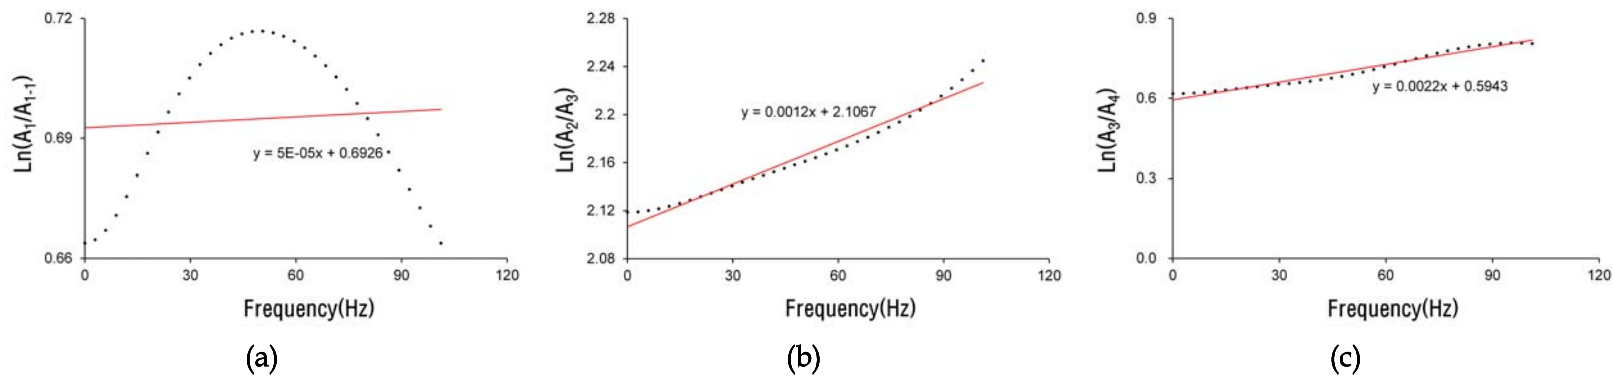 0.72
0.69
0.66
Ln(A1/A1-1)
y = 5E-05x + 0.6926
0 30 60 90 120
Frequency(Hz)
(a)
2.28
2.24
2.2
2.16
2.12
2.08
Ln(A2/A3)
y = 0.0012x + 2.1067
0 30 60 90 120
Frequency(Hz)
(b)
0.9
0.6
0.3
0.0
Ln(A3/A4)
y = 0.0022x + 0.5943
0 30 60 90 120
Frequency(Hz)
(c)